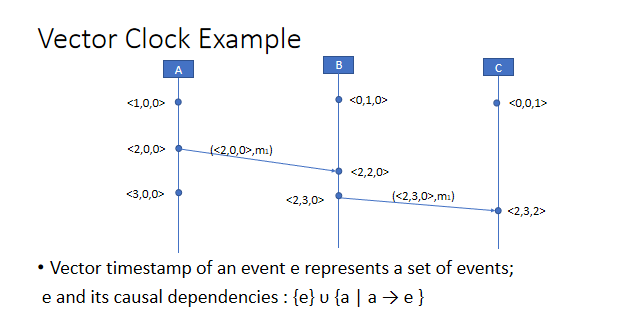 Vector Clock Example
A
B
C
<1,0,0>
<0,1,0>
<0,0,1>
<2,0,0>
(<2,0,0>,m₁)
<2,2,0>
<3,0,0>
<2,3,0>
(<2,3,0>,m₁)
<2,3,2>
• Vector timestamp of an event e represents a set of events;
e and its causal dependencies : {e} ∪ {a | a → e }